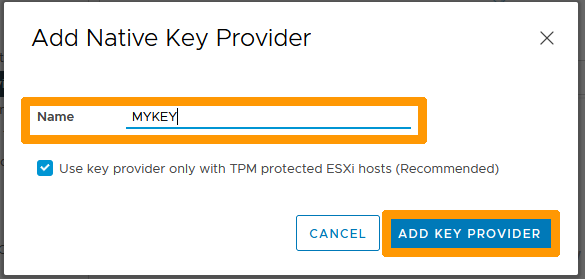 Add Native Key Provider
Name MYKEY
Use key provider only with TPM protected ESXi hosts (Recommended)
CANCEL ADD KEY PROVIDER